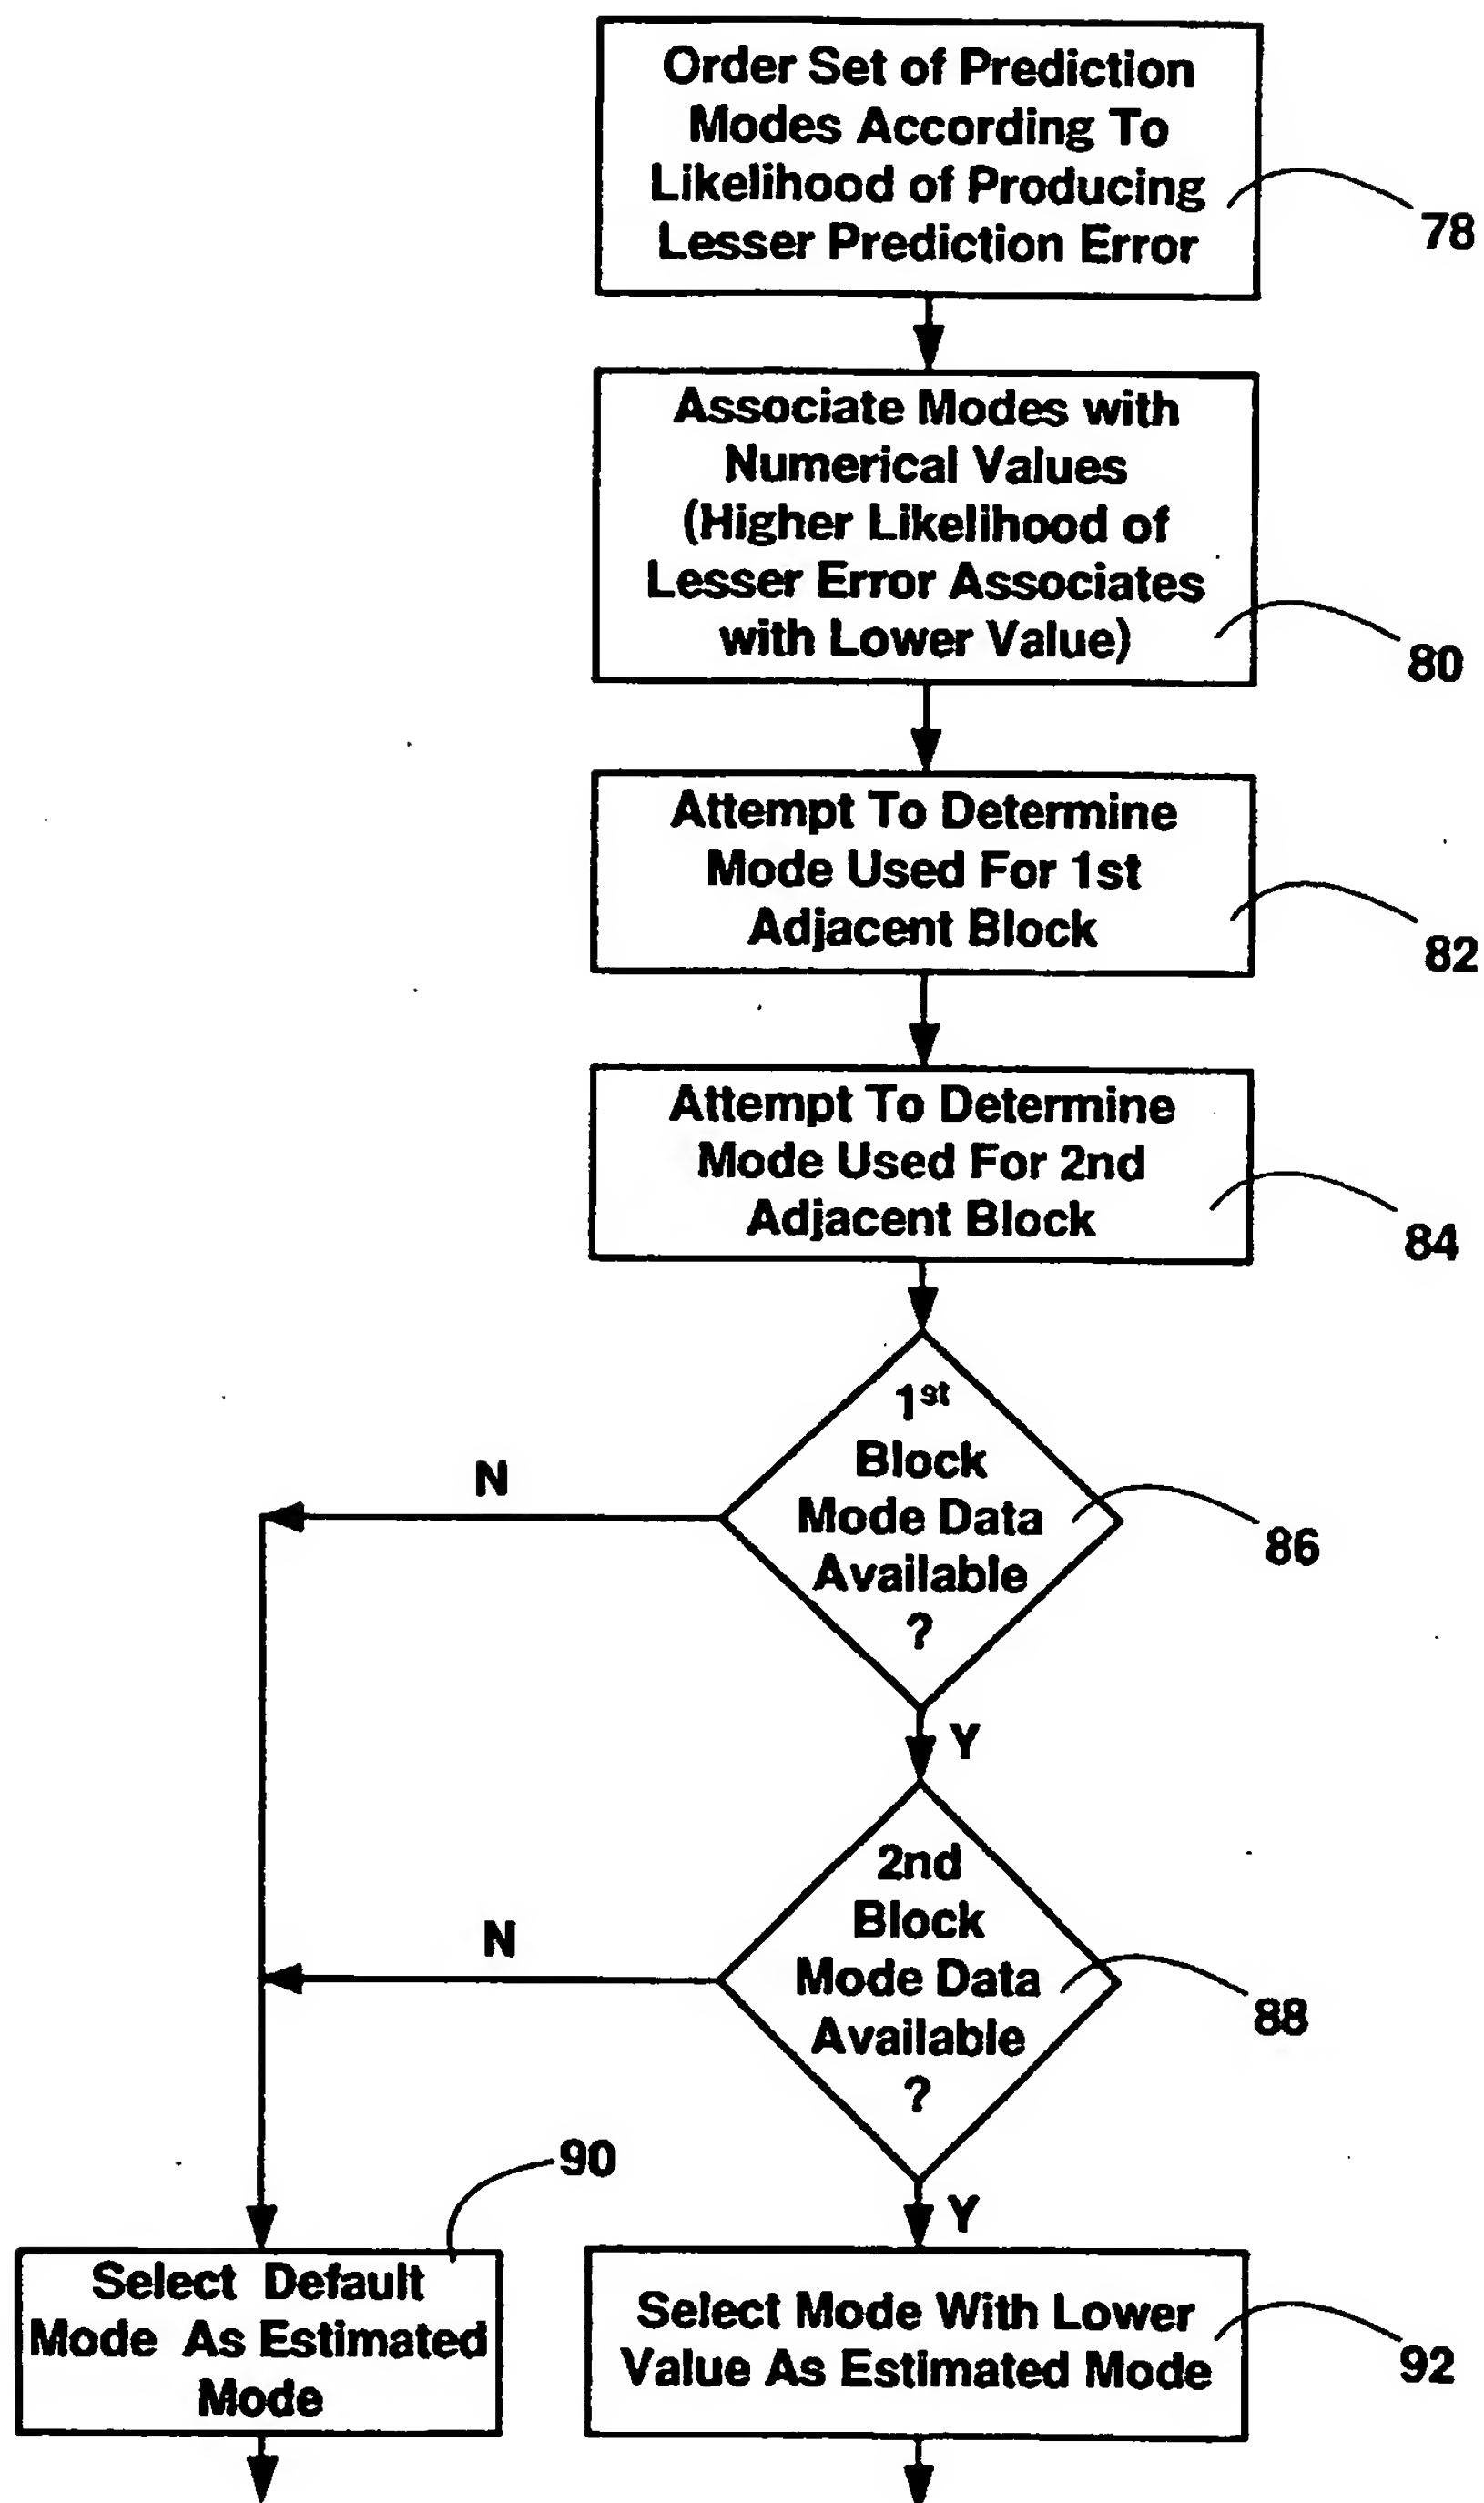 Order Set of Prediction
Modes According To
Likelihood of Producing
Lesser Prediction Error
78
Associate Modes with
Numerical Values
(Higher Likelihood of
Lesser Error Associates
with Lower Value)
80
Attempt To Determine
Mode Used For 1st
Adjacent Block
82
Attempt To Determine
Mode Used For 2nd
Adjacent Block
84
1st
Block
Mode Data
Available
?
86
N
Y
2nd
Block
Mode Data
Available
?
88
N
Y
90
Select Default
Mode As Estimated
Mode
Select Mode With Lower
Value As Estimated Mode
92